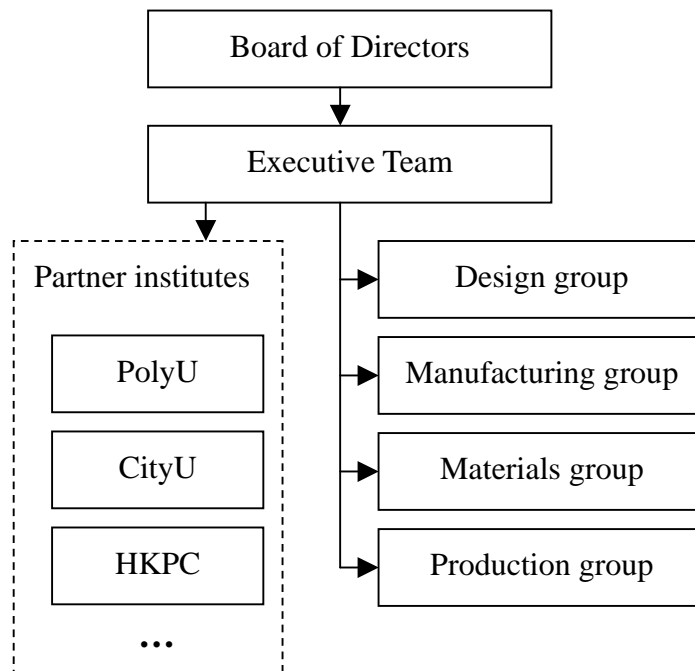 Board of Directors
Executive Team
Partner institutes
PolyU
CityU
HKPC
...
Design group
Manufacturing group
Materials group
Production group